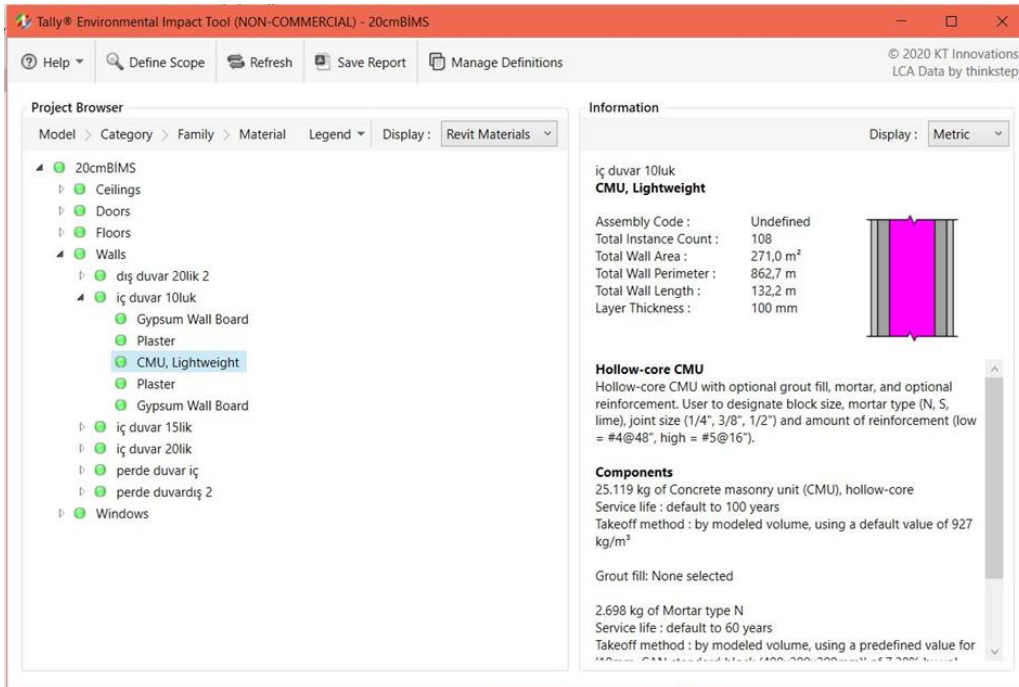 Tally® Environmental Impact Tool (NON-COMMERCIAL) - 20cmBİMS
Help
Define Scope
Refresh
Save Report
Manage Definitions
© 2020 KT Innovations
LCA Data by thinkstep
Project Browser
Model > Category > Family > Material Legend Display : Revit Materials
20cmBİMS
Ceilings
Doors
Floors
Walls
dış duvar 20lik 2
iç duvar 10luk
Gypsum Wall Board
Plaster
CMU, Lightweight
Plaster
Gypsum Wall Board
iç duvar 15lik
iç duvar 20lik
perde duvar iç
perde duvardış 2
Windows
Information
Display : Metric
iç duvar 10luk
CMU, Lightweight
Assembly Code : Undefined
Total Instance Count : 108
Total Wall Area : 271,0 m²
Total Wall Perimeter : 862,7 m
Total Wall Length : 132,2 m
Layer Thickness : 100 mm
Hollow-core CMU
Hollow-core CMU with optional grout fill, mortar, and optional
reinforcement. User to designate block size, mortar type (N, S,
lime), joint size (1/4", 3/8", 1/2") and amount of reinforcement (low
= #4@48", high = #5@16").
Components
25.119 kg of Concrete masonry unit (CMU), hollow-core
Service life : default to 100 years
Takeoff method : by modeled volume, using a default value of 927
kg/m³
Grout fill: None selected
2.698 kg of Mortar type N
Service life : default to 60 years
Takeoff method : by modeled volume, using a predefined value for